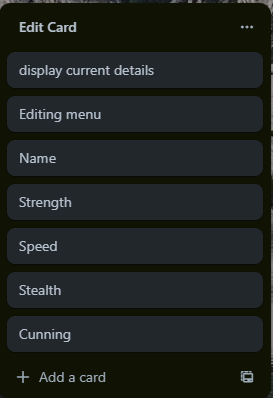 Edit Card
display current details
Editing menu
Name
Strength
Speed
Stealth
Cunning
Add a card